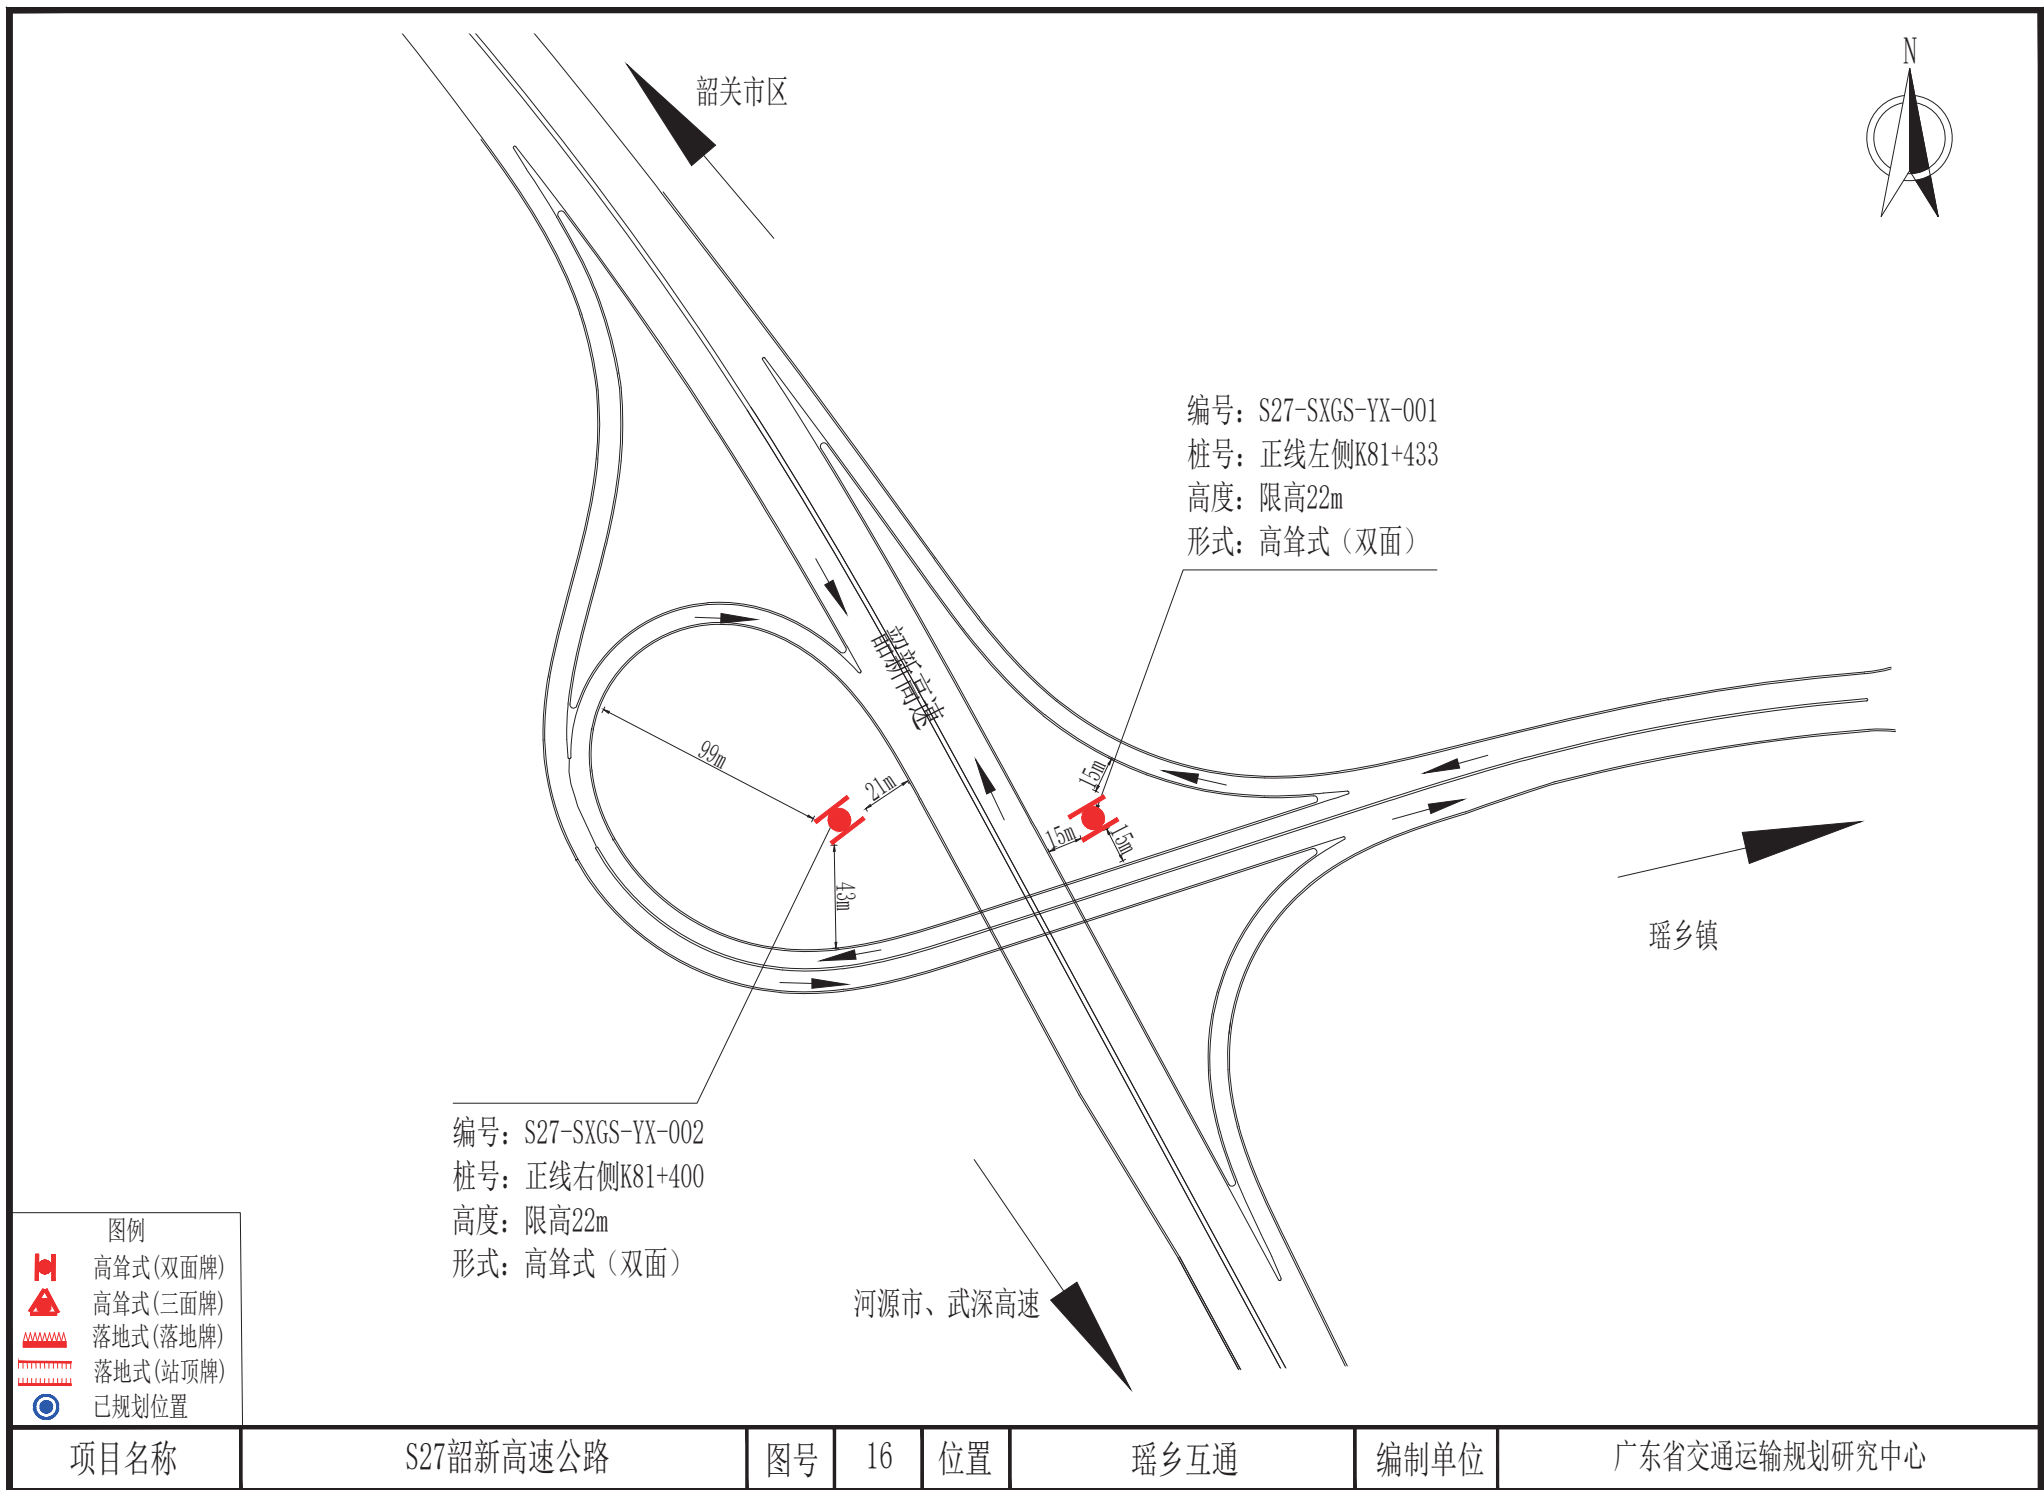 N
韶关市区
编号：S27-SXGS-YX-001
桩号：正线左侧K81+433
高度：限高22m
形式：高耸式（双面）
韶新高速
99m
21m
15m
15m
15m
43m
瑶乡镇
编号：S27-SXGS-YX-002
桩号：正线右侧K81+400
高度：限高22m
形式：高耸式（双面）
河源市、武深高速
图例
高耸式(双面牌)
高耸式(三面牌)
落地式(落地牌)
落地式(站顶牌)
已规划位置
项目名称 S27韶新高速公路 图号 16 位置 瑶乡互通 编制单位 广东省交通运输规划研究中心